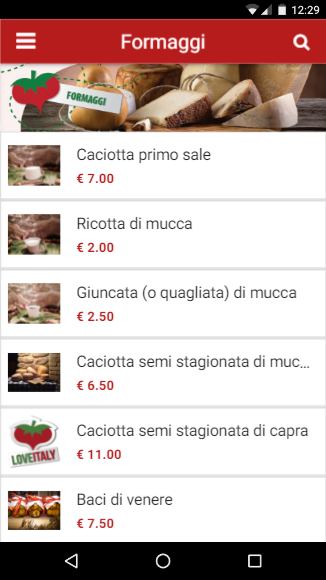 12:29
Formaggi
FORMAGGI
Caciotta primo sale
€ 7.00
Ricotta di mucca
€ 2.00
Giuncata (o quagliata) di mucca
€ 2.50
Caciotta semi stagionata di muc...
€ 6.50
LOVEITALY
Caciotta semi stagionata di capra
€ 11.00
Baci di venere
€ 7.50